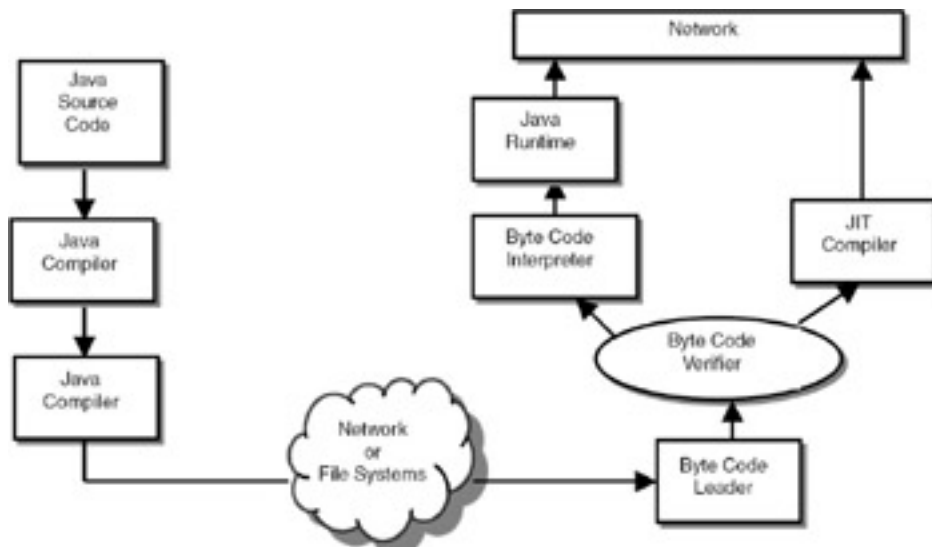 Java
Source
Code
Java
Compiler
Java
Compiler
Network
or
File Systems
Byte Code
Leader
Byte Code
Verifier
Byte Code
Interpreter
Java
Runtime
JIT
Compiler
Network